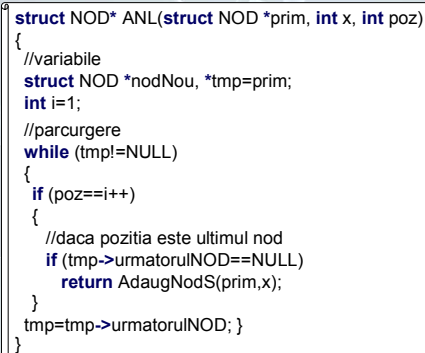 struct NOD* ANL(struct NOD *prim, int x, int poz)
{
//variabile
struct NOD *nodNou, *tmp=prim;
int i=1;
//parcurgere
while (tmp!=NULL)
{
if (poz==i++)
{
//daca pozitia este ultimul nod
if (tmp->urmatorulNOD==NULL)
return AdaugNodS(prim,x);
}
tmp=tmp->urmatorulNOD; }
}